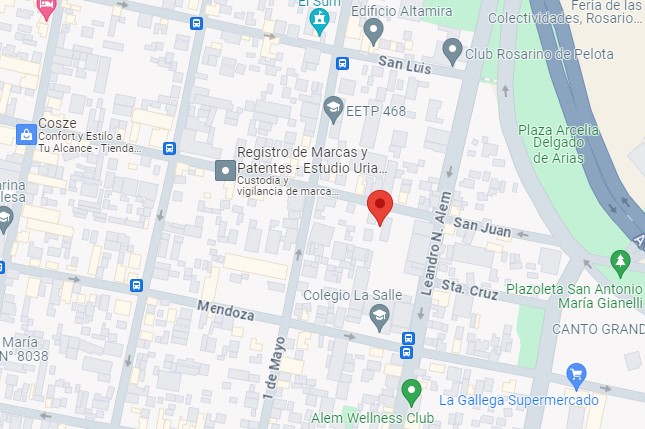 El Sum
Edificio Altamira
Feria de las
Colectividades, Rosario...
Club Rosarino de Pelota
San Luis
EETP 468
Cosze
Confort y Estilo a
Tu Alcance - Tienda...
Plaza Arcelia
Delgado
de Arias
Registro de Marcas y
Patentes - Estudio Uria...
Custodia y
vigilancia de marca...
San Juan
Leandro N. Alem
Sta. Cruz
Plazoleta San Antonio
María Gianelli
Colegio La Salle
Mendoza
CANTO GRAND
María
N° 8038
1 de Mayo
La Gallega Supermercado
Alem Wellness Club